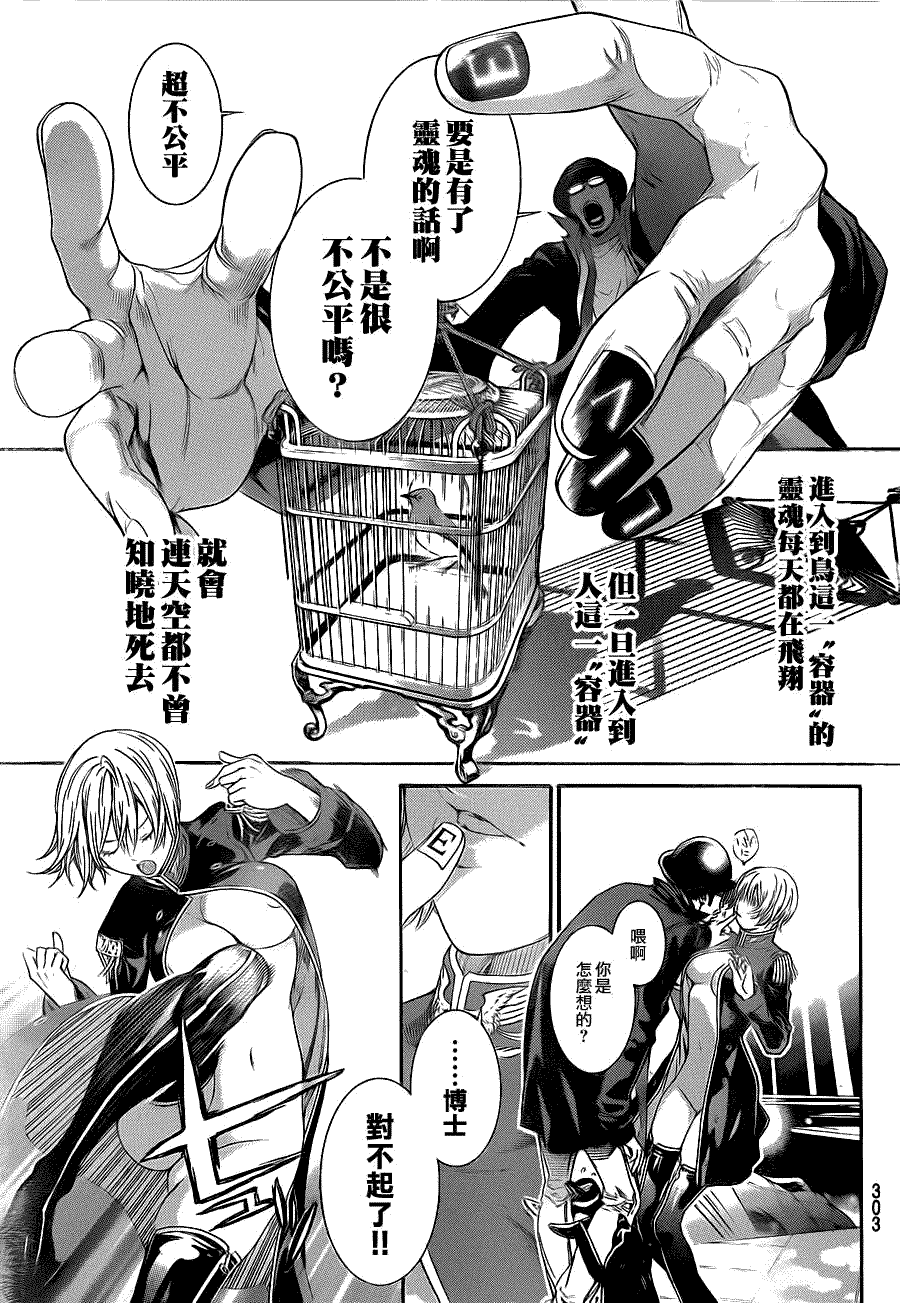 E
要是有了
靈魂的話啊
不是很
不公平嗎？
超不公平
進入到鳥這一〝容器〞的
靈魂每天都在飛翔
但一旦進入到
人這一〝容器〞
就會
連天空都不曾
知曉地死去
喂啊
你是
怎麼想的？
E
……博士
對不起了!!
303